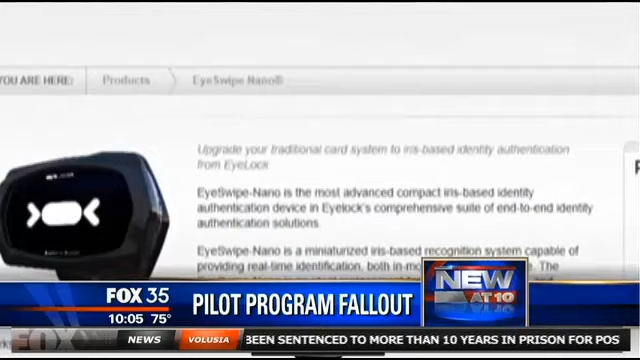 YOU ARE HERE: Products EyeSwipe Nano®
Upgrade your traditional card system to iris-based identity authentication
from EyeLock
EyeSwipe-Nano is the most advanced compact iris-based identity
authentication device in Eyelock's comprehensive suite of end-to-end identity
authentication solutions
EyeSwipe-Nano is a miniaturized iris-based recognition system capable of
providing real-time identification, both in-mo
The
NEW
AT 10
FOX 35
PILOT PROGRAM FALLOUT
10:05 75°
FOX
NEWS
VOLUSIA
BEEN SENTENCED TO MORE THAN 10 YEARS IN PRISON FOR POS